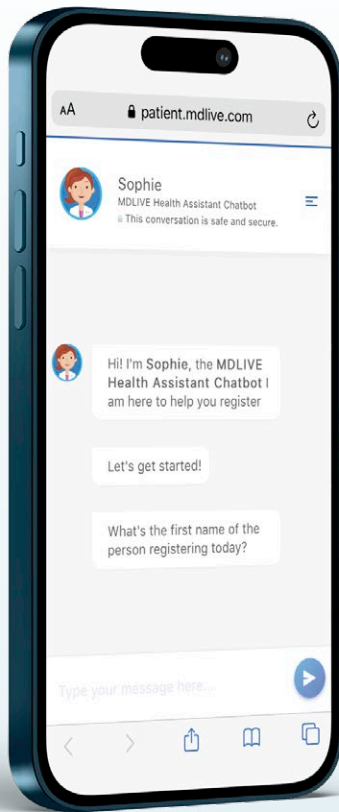 AA patient.mdlive.com
Sophie
MDLIVE Health Assistant Chatbot
This conversation is safe and secure.
Hi! I'm Sophie, the MDLIVE
Health Assistant Chatbot I
am here to help you register
Let's get started!
What's the first name of the
person registering today?
Type your message here...